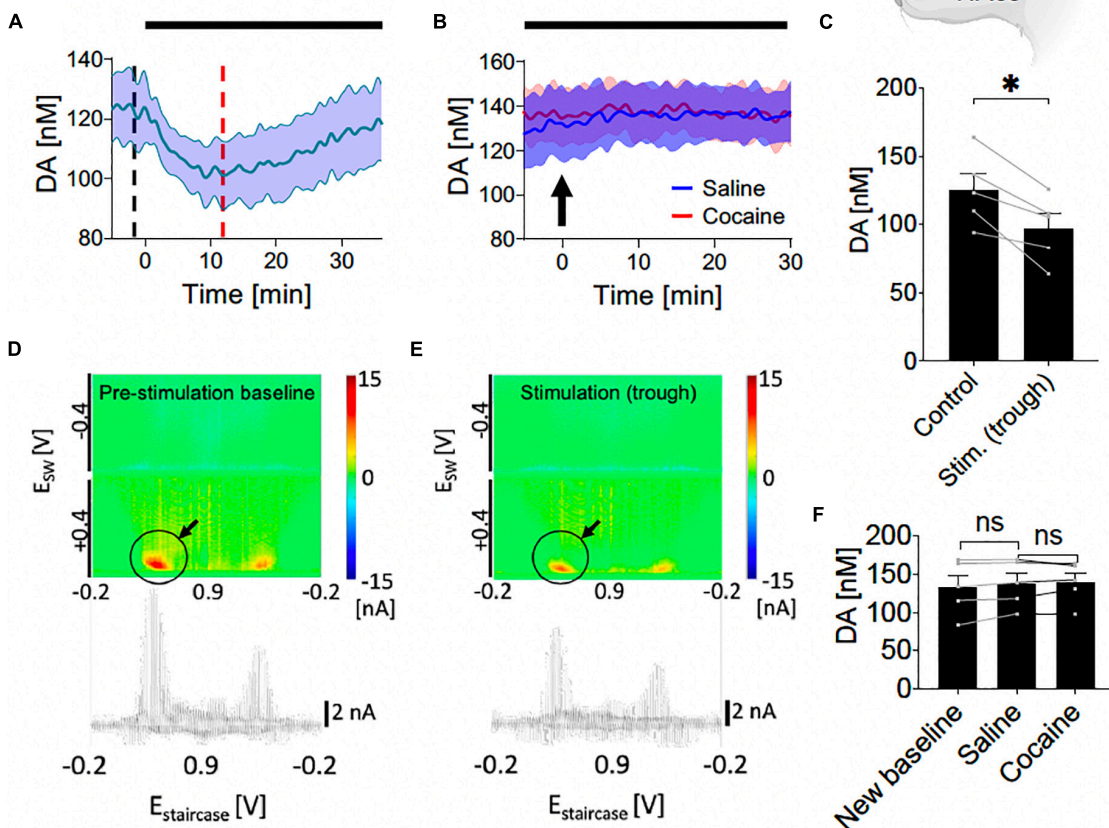 A
DA [nM]
140
120
100
80
0
10
20
30
Time [min]
B
DA [nM]
160
140
120
100
80
Saline
Cocaine
0
10
20
30
Time [min]
C
DA [nM]
200
150
100
50
0
*
Control
Stim. (trough)
D
Pre-stimulation baseline
E SW [V]
-0.4
+0.4
15
0
-15
[nA]
-0.2
0.9
-0.2
2 nA
-0.2
0.9
-0.2
E staircase [V]
E
Stimulation (trough)
E SW [V]
-0.4
+0.4
15
0
-15
[nA]
-0.2
0.9
-0.2
2 nA
-0.2
0.9
-0.2
E staircase [V]
F
DA [nM]
200
150
100
50
0
ns
ns
New baseline
Saline
Cocaine